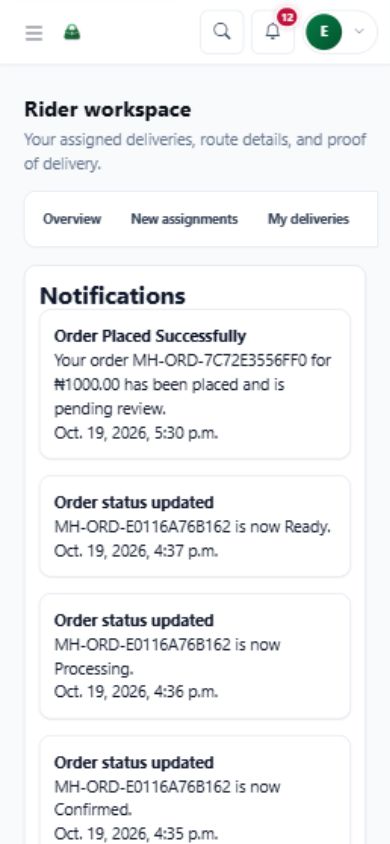 12
E
Rider workspace
Your assigned deliveries, route details, and proof
of delivery.
Overview New assignments My deliveries
Notifications
Order Placed Successfully
Your order MH-ORD-7C72E3556FF0 for
₦1000.00 has been placed and is
pending review.
Oct. 19, 2026, 5:30 p.m.
Order status updated
MH-ORD-E0116A76B162 is now Ready.
Oct. 19, 2026, 4:37 p.m.
Order status updated
MH-ORD-E0116A76B162 is now
Processing.
Oct. 19, 2026, 4:36 p.m.
Order status updated
MH-ORD-E0116A76B162 is now
Confirmed.
Oct. 19, 2026, 4:35 p.m.